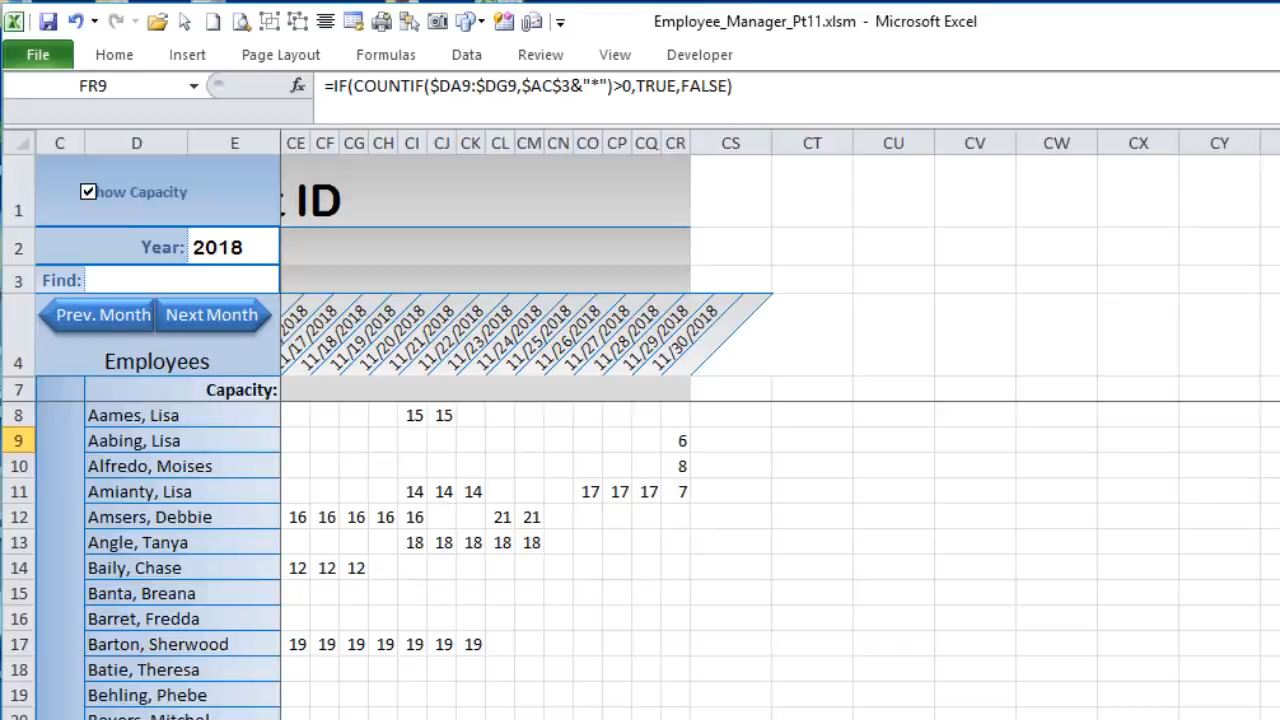 Employee_Manager_Pt11.xlsm - Microsoft Excel
File Home Insert Page Layout Formulas Data Review View Developer
FR9 fx =IF(COUNTIF($DA9:$DG9,$AC$3&"*")>0,TRUE,FALSE)
C D E CE CF CG CH CI CJ CK CL CM CN CO CP CQ CR CS CT CU CV CW CX CY
1 how Capacity ID
2 Year: 2018
3 Find:
Prev. Month Next Month
2018 11/17/2018 11/18/2018 11/19/2018 11/20/2018 11/21/2018 11/22/2018 11/23/2018 11/24/2018 11/25/2018 11/26/2018 11/27/2018 11/28/2018 11/29/2018 11/30/2018
4 Employees
7 Capacity:
8 Aames, Lisa 15 15
9 Aabing, Lisa 6
10 Alfredo, Moises 8
11 Amianty, Lisa 14 14 14 17 17 17 7
12 Amsers, Debbie 16 16 16 16 16 21 21
13 Angle, Tanya 18 18 18 18 18
14 Baily, Chase 12 12 12
15 Banta, Breana
16 Barret, Fredda
17 Barton, Sherwood 19 19 19 19 19 19 19
18 Batie, Theresa
19 Behling, Phebe